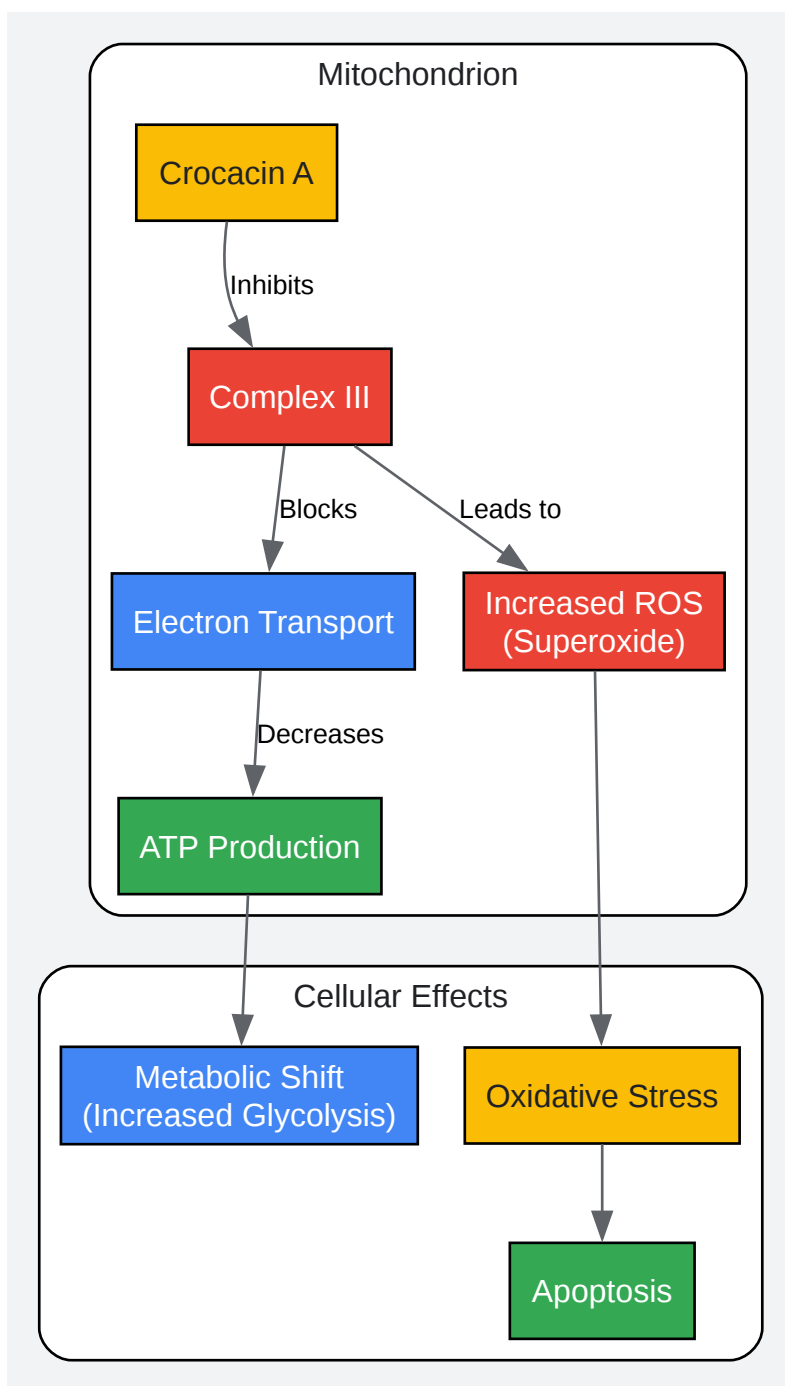 Mitochondrion
Crocacin A
Inhibits
Complex III
Blocks
Leads to
Electron Transport
Increased ROS
(Superoxide)
Decreases
ATP Production
Cellular Effects
Metabolic Shift
(Increased Glycolysis)
Oxidative Stress
Apoptosis